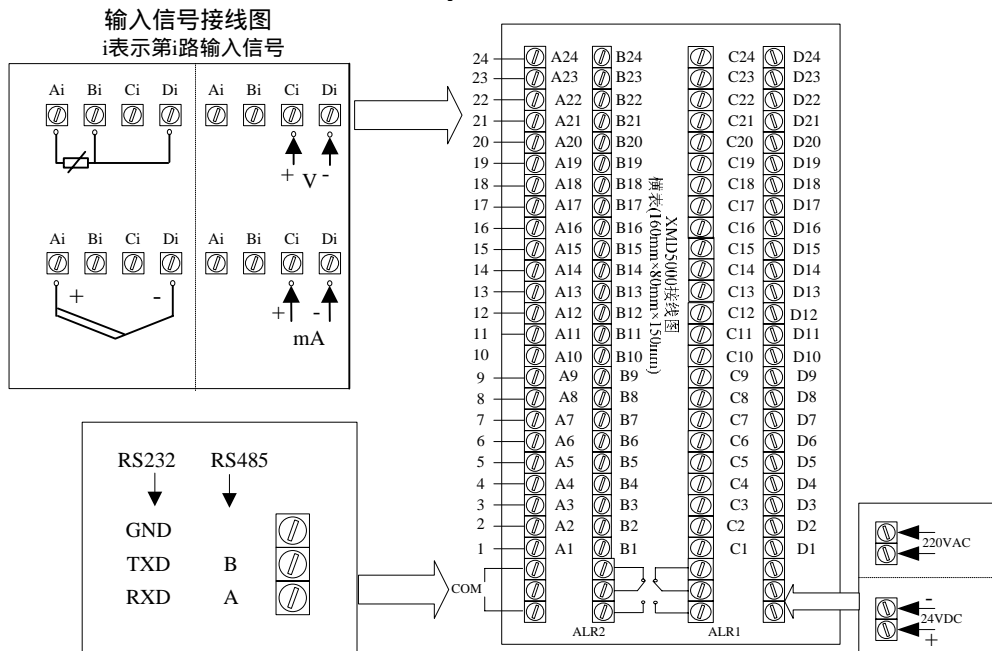 输入信号接线图
i表示第i路输入信号
Ai Bi Ci Di Ai Bi Ci Di
+ V -
Ai Bi Ci Di Ai Bi Ci Di
+ - + -
mA
RS232 RS485
GND
TXD B
RXD A
COM
24 A24 B24 C24 D24
23 A23 B23 C23 D23
22 A22 B22 C22 D22
21 A21 B21 C21 D21
20 A20 B20 C20 D20
19 A19 B19 C19 D19
18 A18 B18 C18 D18
17 A17 B17 C17 D17
16 A16 B16 C16 D16
15 A15 B15 C15 D15
14 A14 B14 C14 D14
13 A13 B13 C13 D13
12 A12 B12 C12 D12
11 A11 B11 C11 D11
10 A10 B10 C10 D10
9 A9 B9 C9 D9
8 A8 B8 C8 D8
7 A7 B7 C7 D7
6 A6 B6 C6 D6
5 A5 B5 C5 D5
4 A4 B4 C4 D4
3 A3 B3 C3 D3
2 A2 B2 C2 D2
1 A1 B1 C1 D1
XMD5000接线图
横表(160mm×80mm×150mm)
ALR2 ALR1
220VAC
-
24VDC
+